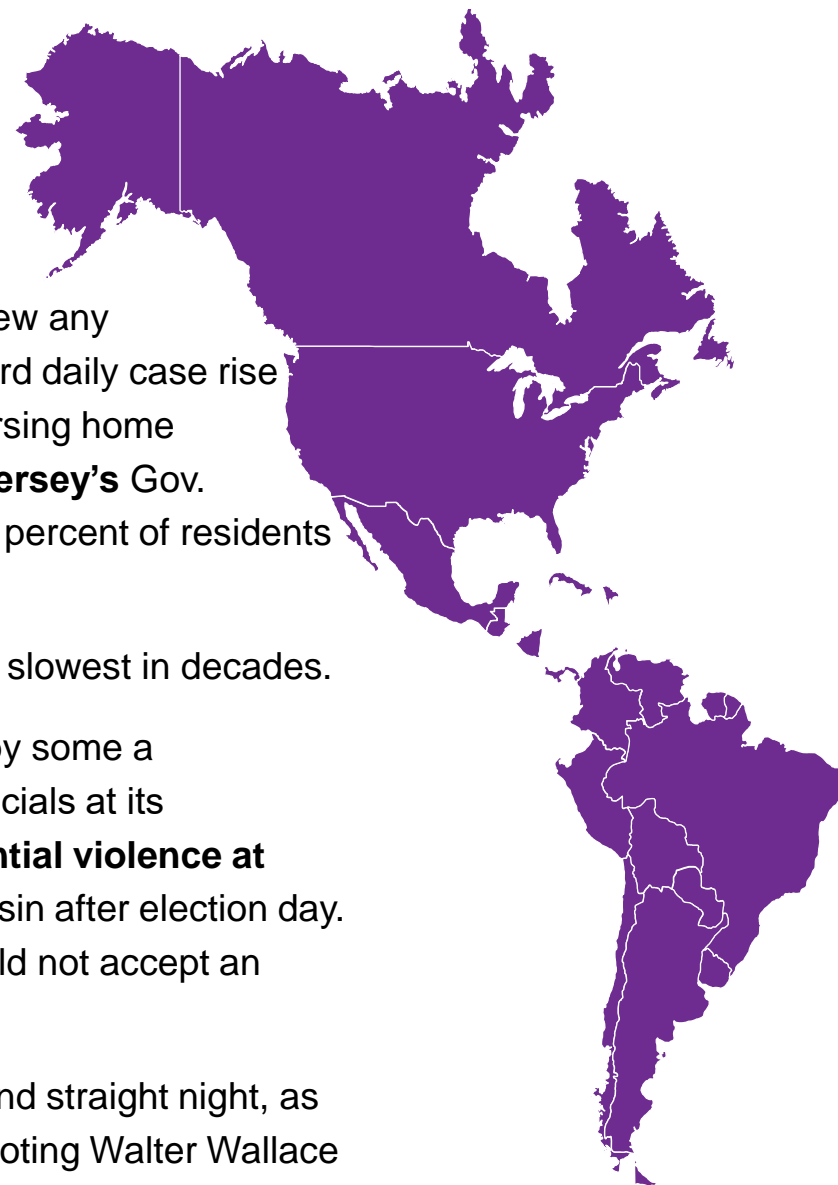 ew any
rd daily case rise
rsing home
ersey’s Gov.
percent of residents
slowest in decades.
by some a
cials at its
ntial violence at
sin after election day.
ld not accept an
nd straight night, as
oting Walter Wallace